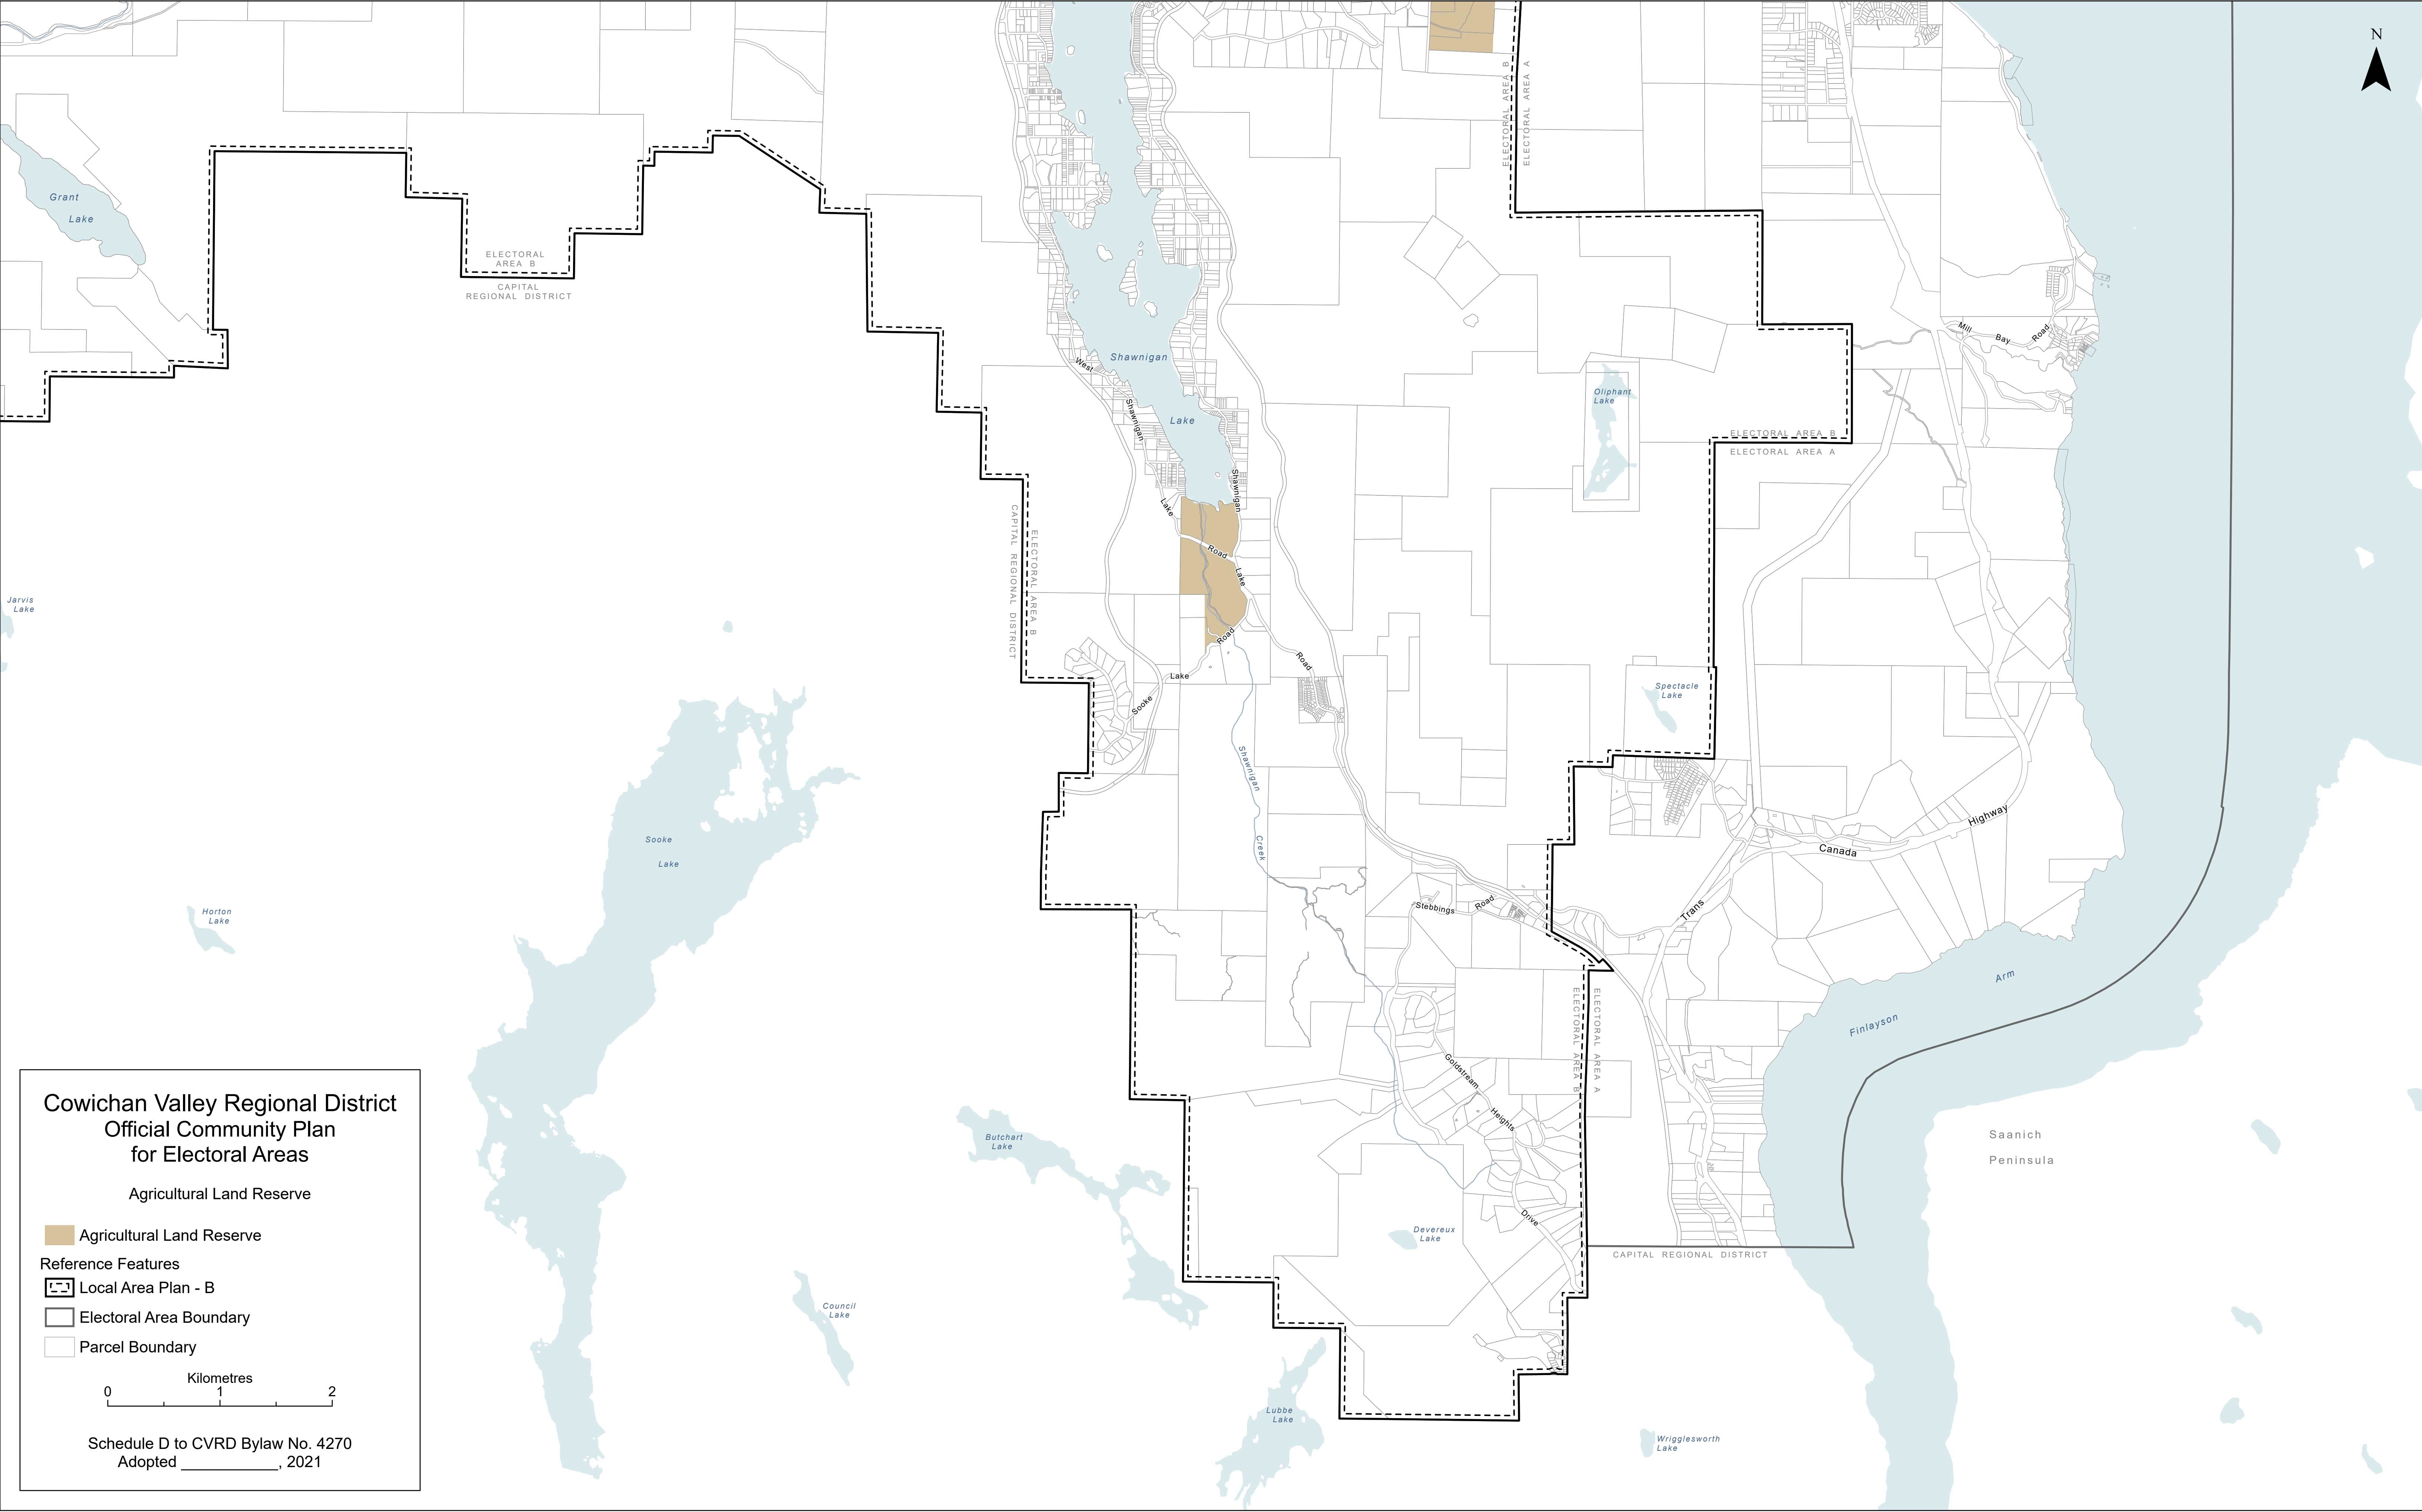 N
ELECTORAL AREA B
ELECTORAL AREA A
Grant
Lake
ELECTORAL
AREA B
CAPITAL
REGIONAL DISTRICT
Mill Bay Road
Shawnigan
Lake
West Shawnigan Lake Road
Oliphant
Lake
ELECTORAL AREA B
ELECTORAL AREA A
Shawnigan Lake Road
CAPITAL REGIONAL DISTRICT
ELECTORAL AREA B
Jarvis
Lake
Sooke Lake Road
Spectacle
Lake
Shawnigan Creek
Sooke
Lake
Trans Canada Highway
Horton
Lake
Stebbings Road
Finlayson Arm
ELECTORAL AREA B
ELECTORAL AREA A
Goldstream Heights Drive
Butchart
Lake
Saanich
Peninsula
Devereux
Lake
CAPITAL REGIONAL DISTRICT
Council
Lake
Lubbe
Lake
Wrigglesworth
Lake
Cowichan Valley Regional District
Official Community Plan
for Electoral Areas
Agricultural Land Reserve
Agricultural Land Reserve
Reference Features
Local Area Plan - B
Electoral Area Boundary
Parcel Boundary
Kilometres
0 1 2
Schedule D to CVRD Bylaw No. 4270
Adopted ___________, 2021